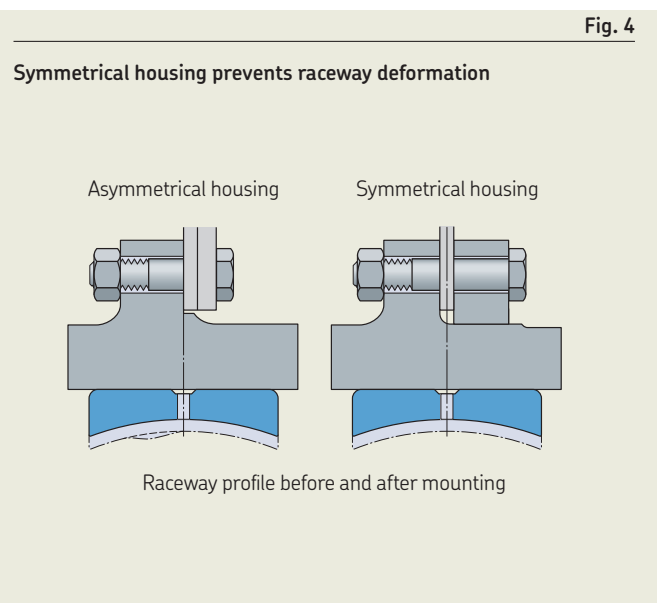 Fig. 4
Symmetrical housing prevents raceway deformation
Asymmetrical housing
Symmetrical housing
Raceway profile before and after mounting